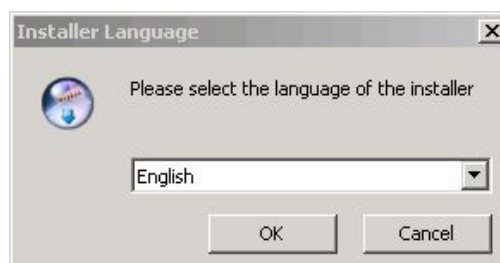 Installer Language
Please select the language of the installer
English
OK
Cancel